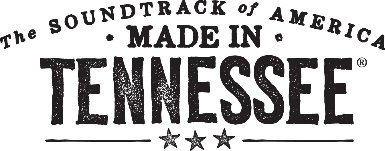 The SOUNDTRACK of AMERICA
· MADE IN ·
TENNESSEE®